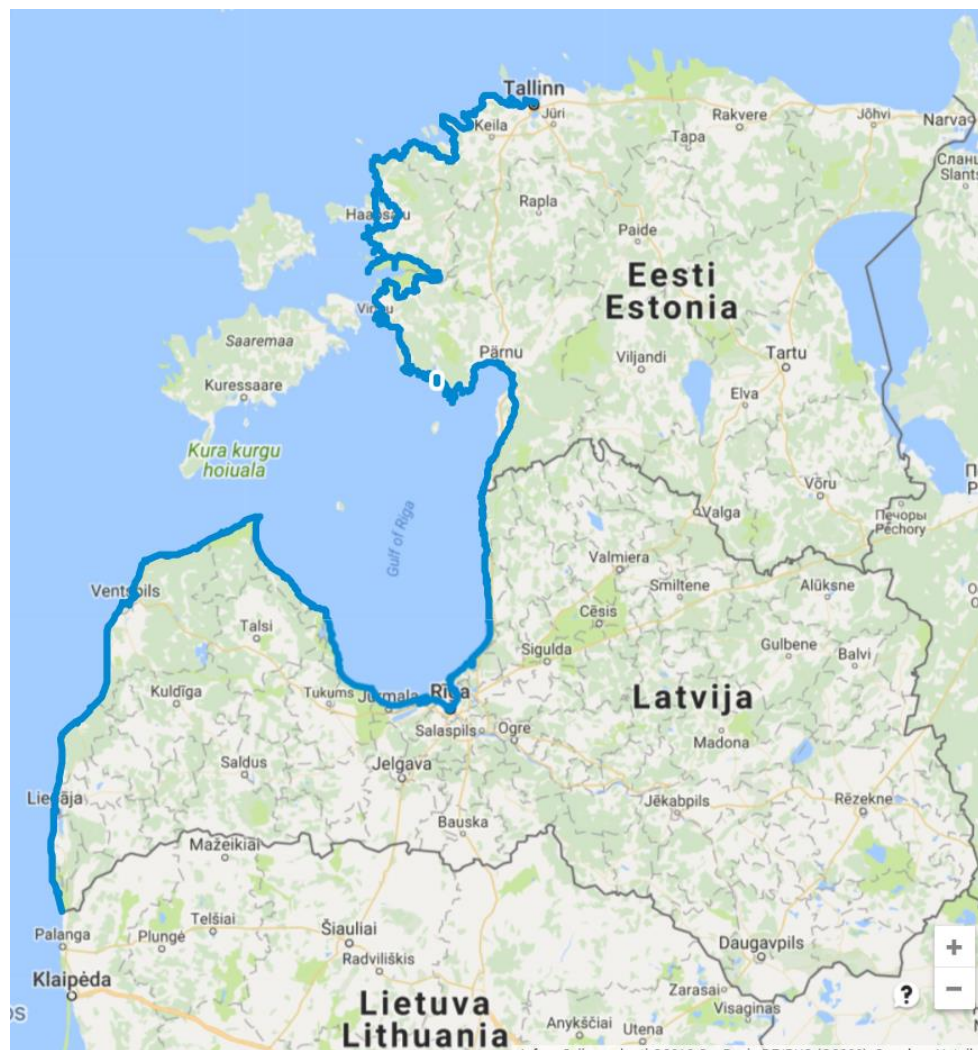 Tallinn
Keila
Jüri
Rakvere
Jõhvi
Narva
Tapa
Rapla
Paide
Eesti
Estonia
Saaremaa
Kuressaare
Pärnu
Viljandi
Tartu
Elva
0
Kura kurgu
hoiuala
Võru
Valga
Печоры
Pechory
Gulf of Riga
Valmiera
Smiltene
Alūksne
Cēsis
Ventspils
Talsi
Sigulda
Gulbene
Balvi
Kuldīga
Tukums
Jūrmala
Rīga
Latvija
Salaspils
Ogre
Madona
Saldus
Jelgava
Liepāja
Jēkabpils
Rēzekne
Bauska
Mažeikiai
Palanga
Plungė
Telšiai
Šiauliai
Radviliškis
Daugavpils
Klaipėda
Zarasai
Visaginas
Lietuva
Lithuania
Anykščiai
Utena
+
−
?